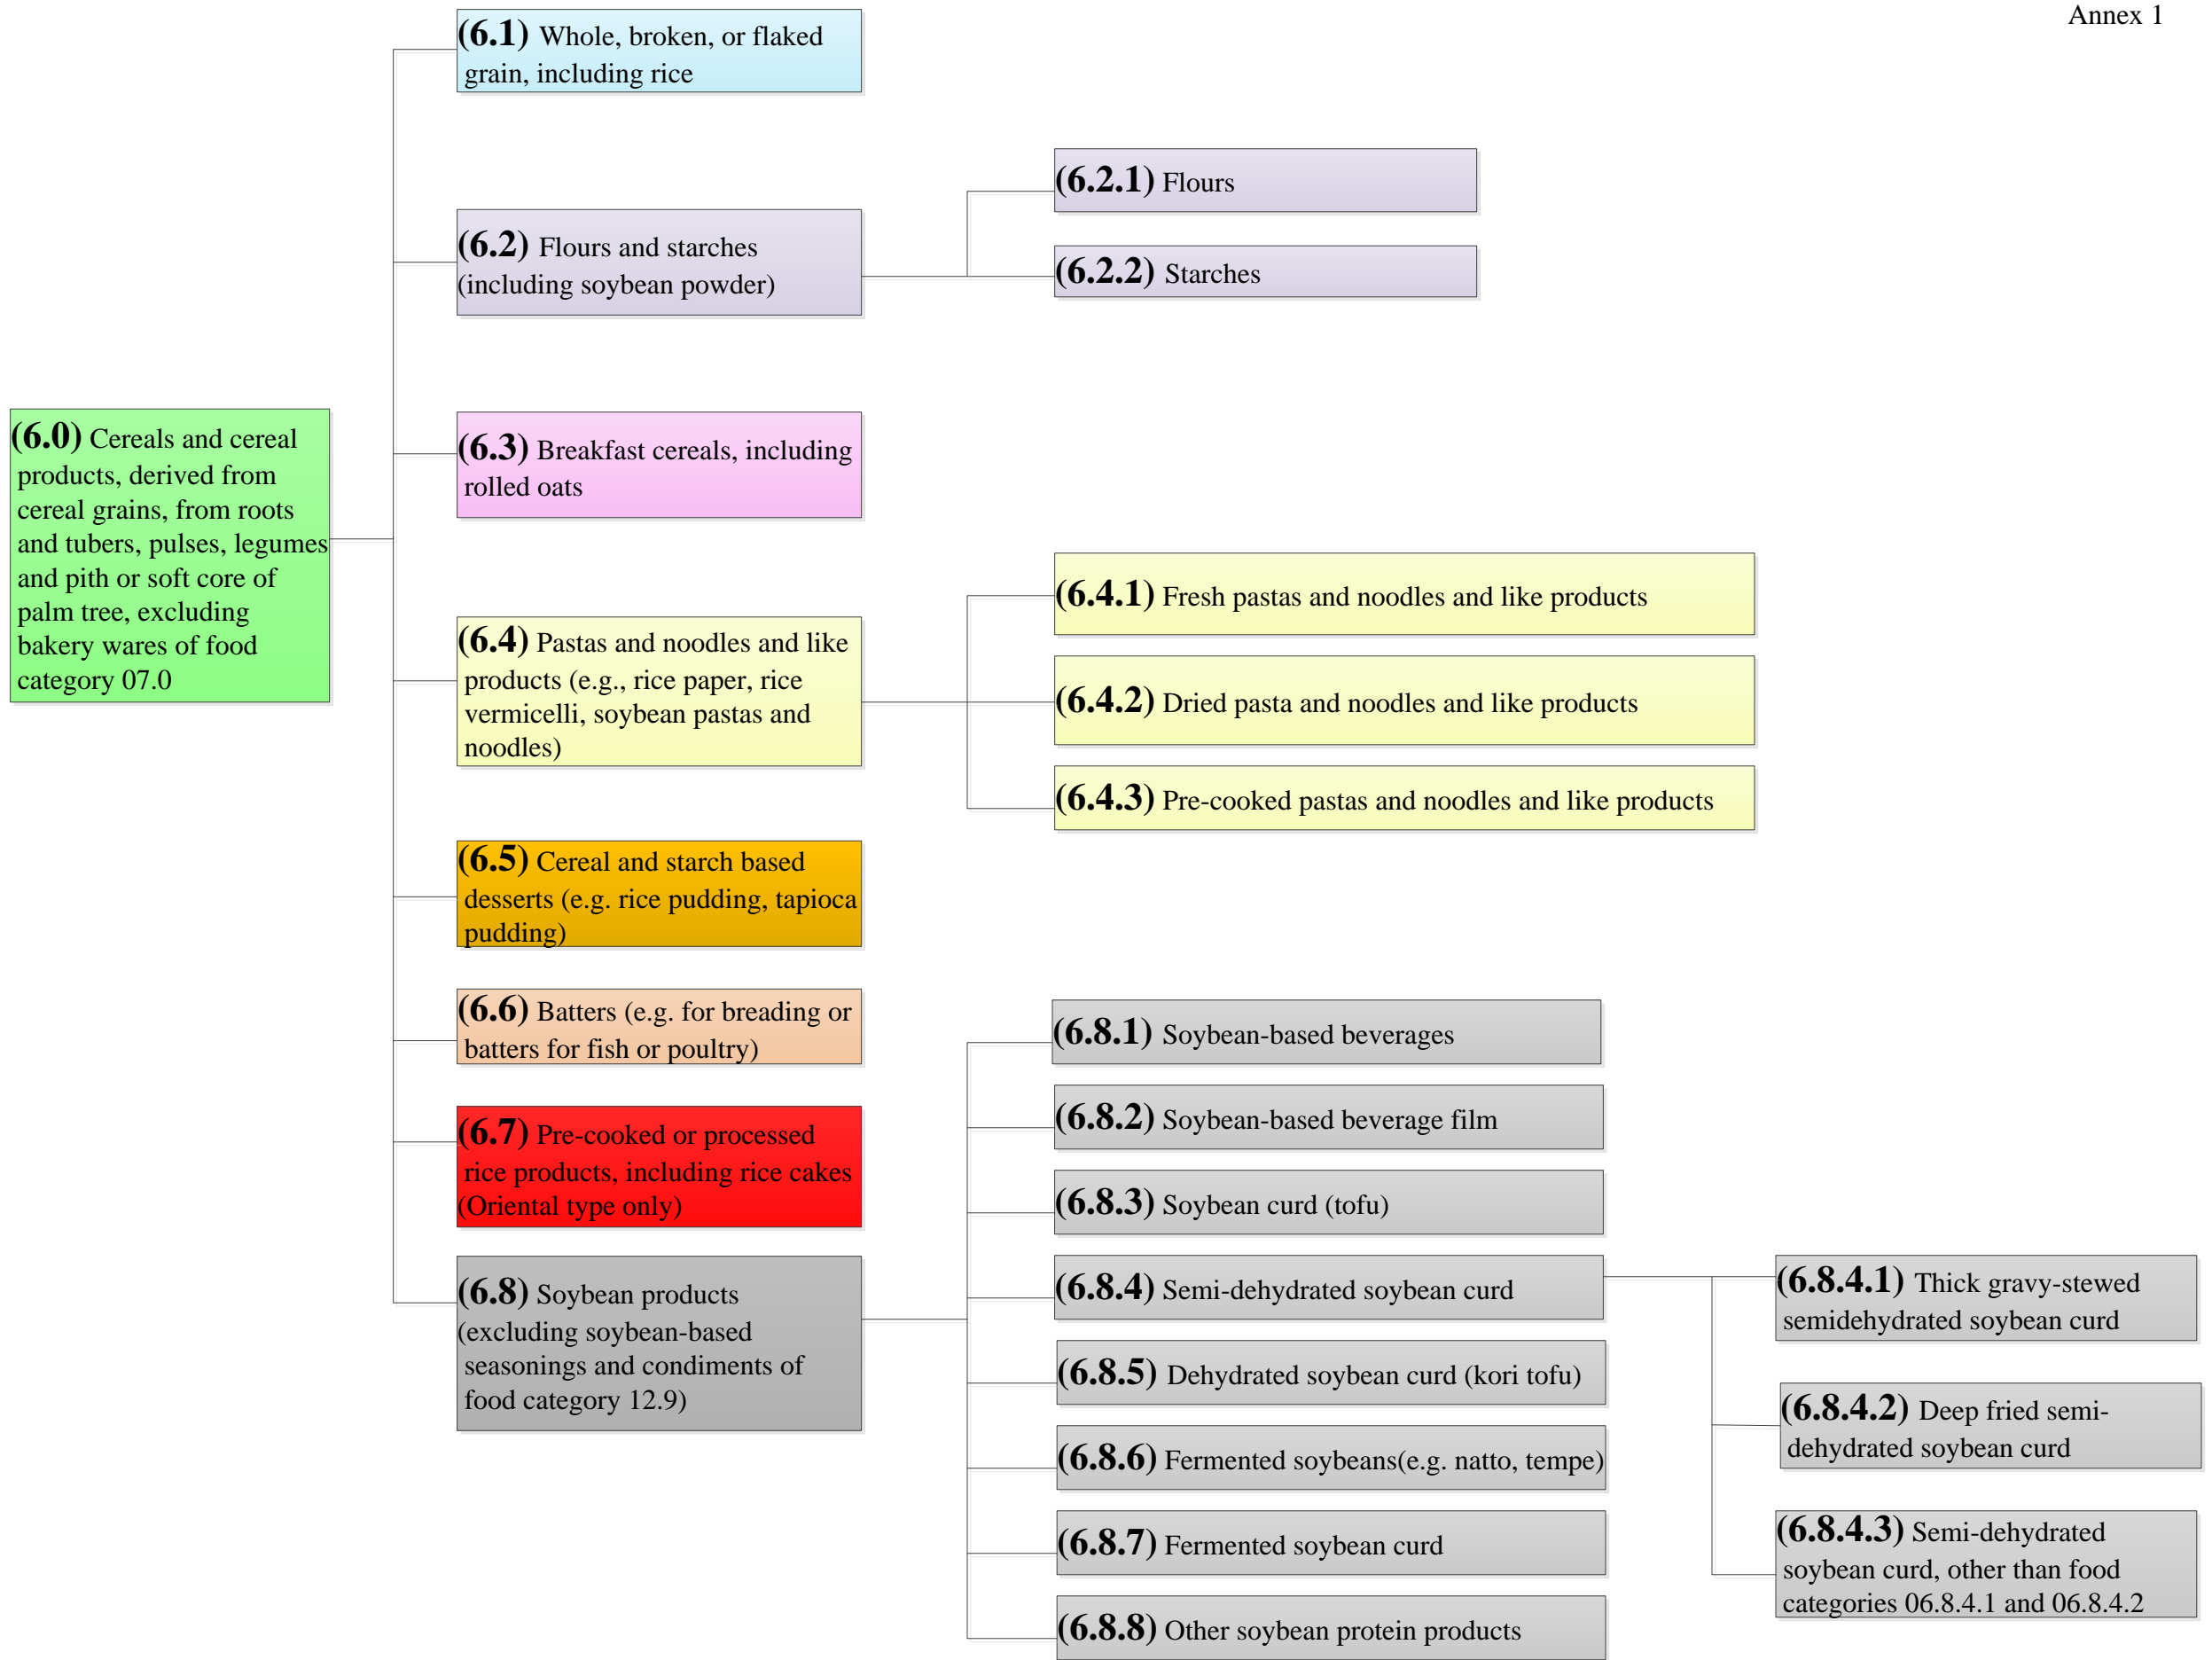 Annex 1
(6.0) Cereals and cereal
products, derived from
cereal grains, from roots
and tubers, pulses, legumes
and pith or soft core of
palm tree, excluding
bakery wares of food
category 07.0
(6.1) Whole, broken, or flaked
grain, including rice
(6.2) Flours and starches
(including soybean powder)
(6.2.1) Flours
(6.2.2) Starches
(6.3) Breakfast cereals, including
rolled oats
(6.4) Pastas and noodles and like
products (e.g., rice paper, rice
vermicelli, soybean pastas and
noodles)
(6.4.1) Fresh pastas and noodles and like products
(6.4.2) Dried pasta and noodles and like products
(6.4.3) Pre-cooked pastas and noodles and like products
(6.5) Cereal and starch based
desserts (e.g. rice pudding, tapioca
pudding)
(6.6) Batters (e.g. for breading or
batters for fish or poultry)
(6.7) Pre-cooked or processed
rice products, including rice cakes
(Oriental type only)
(6.8) Soybean products
(excluding soybean-based
seasonings and condiments of
food category 12.9)
(6.8.1) Soybean-based beverages
(6.8.2) Soybean-based beverage film
(6.8.3) Soybean curd (tofu)
(6.8.4) Semi-dehydrated soybean curd
(6.8.4.1) Thick gravy-stewed
semidehydrated soybean curd
(6.8.4.2) Deep fried semi-
dehydrated soybean curd
(6.8.4.3) Semi-dehydrated
soybean curd, other than food
categories 06.8.4.1 and 06.8.4.2
(6.8.5) Dehydrated soybean curd (kori tofu)
(6.8.6) Fermented soybeans(e.g. natto, tempe)
(6.8.7) Fermented soybean curd
(6.8.8) Other soybean protein products